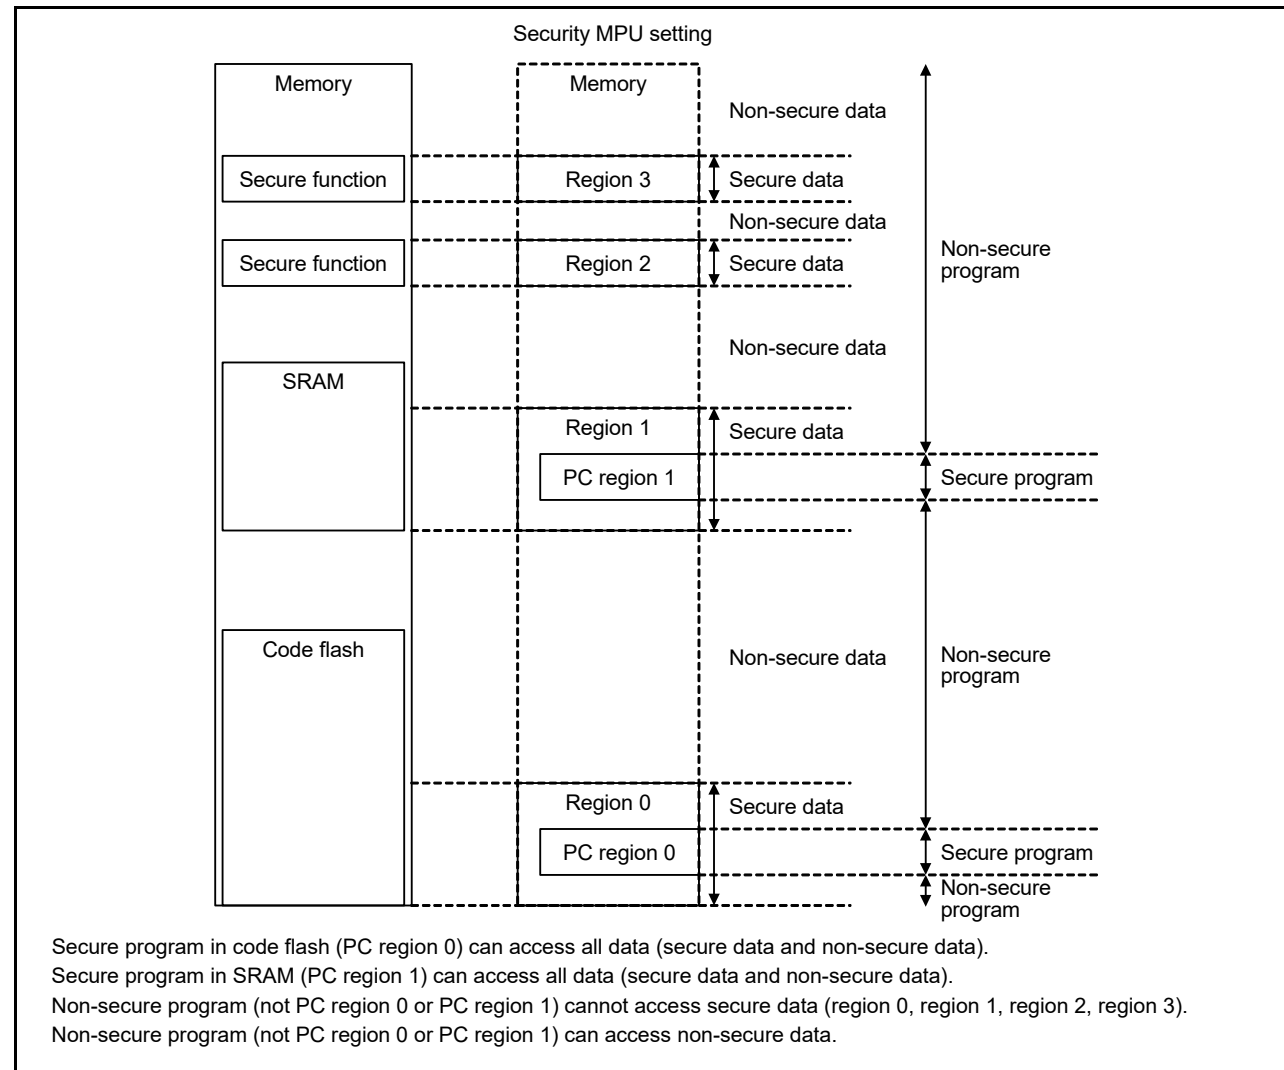 Security MPU setting
Memory
Memory
Non-secure data
Secure function
Region 3
Secure data
Non-secure data
Secure function
Region 2
Secure data
Non-secure
program
Non-secure data
SRAM
Region 1
Secure data
PC region 1
Secure program
Code flash
Non-secure data
Non-secure
program
Region 0
Secure data
PC region 0
Secure program
Non-secure
program
Secure program in code flash (PC region 0) can access all data (secure data and non-secure data).
Secure program in SRAM (PC region 1) can access all data (secure data and non-secure data).
Non-secure program (not PC region 0 or PC region 1) cannot access secure data (region 0, region 1, region 2, region 3).
Non-secure program (not PC region 0 or PC region 1) can access non-secure data.